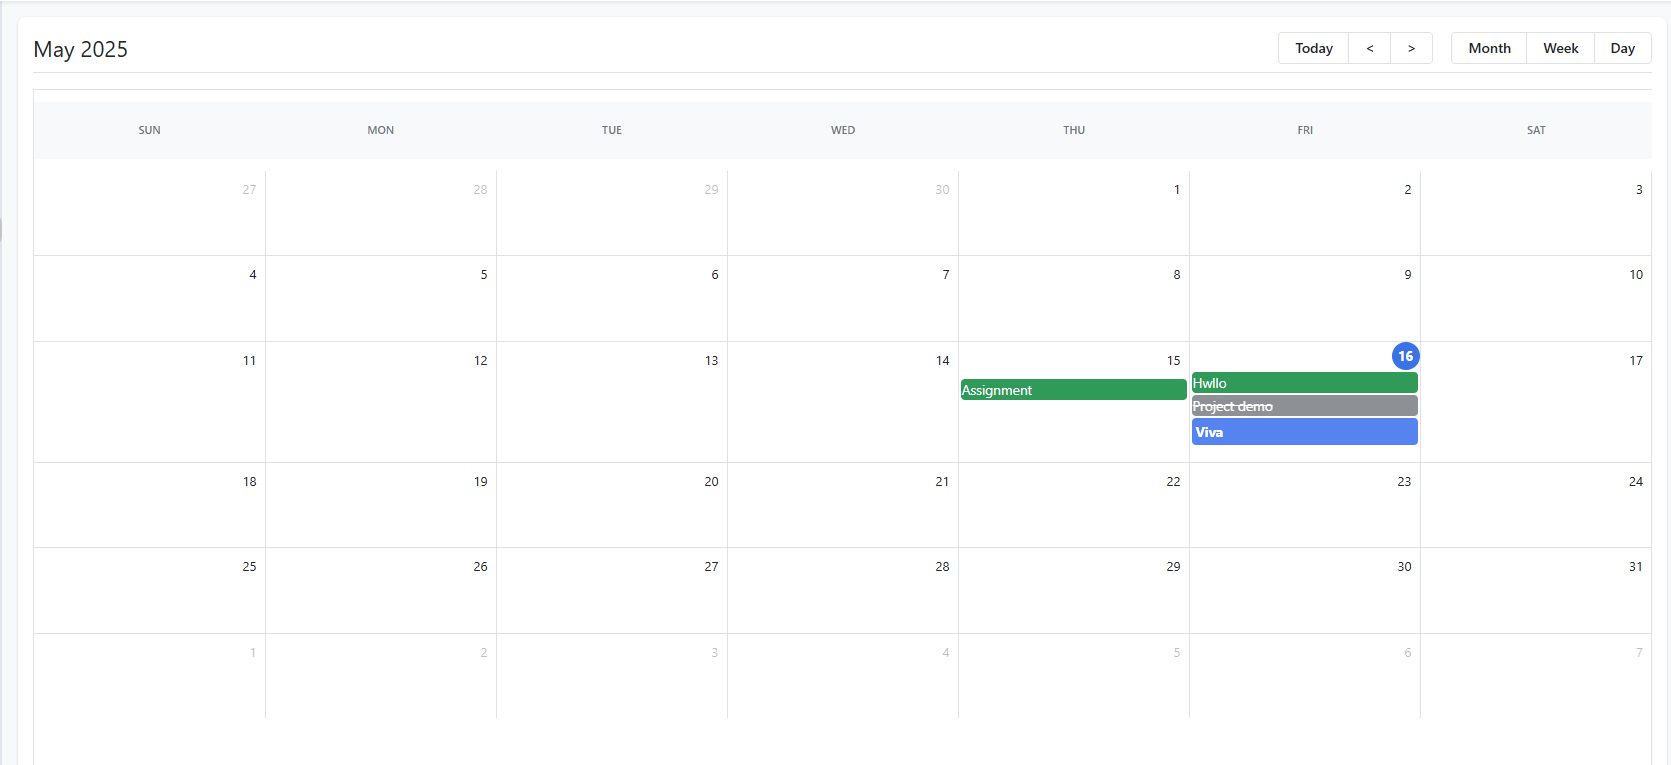 May 2025 Today < > Month Week Day
SUN MON TUE WED THU FRI SAT
27 28 29 30 1 2 3
4 5 6 7 8 9 10
11 12 13 14 15 16 17
Assignment Hwllo
Project demo
Viva
18 19 20 21 22 23 24
25 26 27 28 29 30 31
1 2 3 4 5 6 7